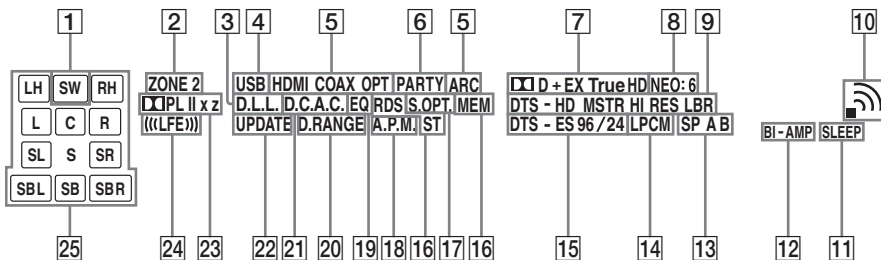 1 2 3 4 5 6 5 7 8 9 10
LH SW RH ZONE 2 USB HDMI COAX OPT PARTY ARC D + EX True HD NEO: 6
L C R PL II x z D.L.L. D.C.A.C. EQ RDS S.OPT. MEM DTS - HD MSTR HI RES LBR
SL S SR (((LFE))) UPDATE D.RANGE A.P.M. ST DTS - ES 96 / 24 LPCM SP A B BI - AMP SLEEP
SBL SB SBR
25 24 23 22 21 20 19 18 16 17 16 15 14 13 12 11